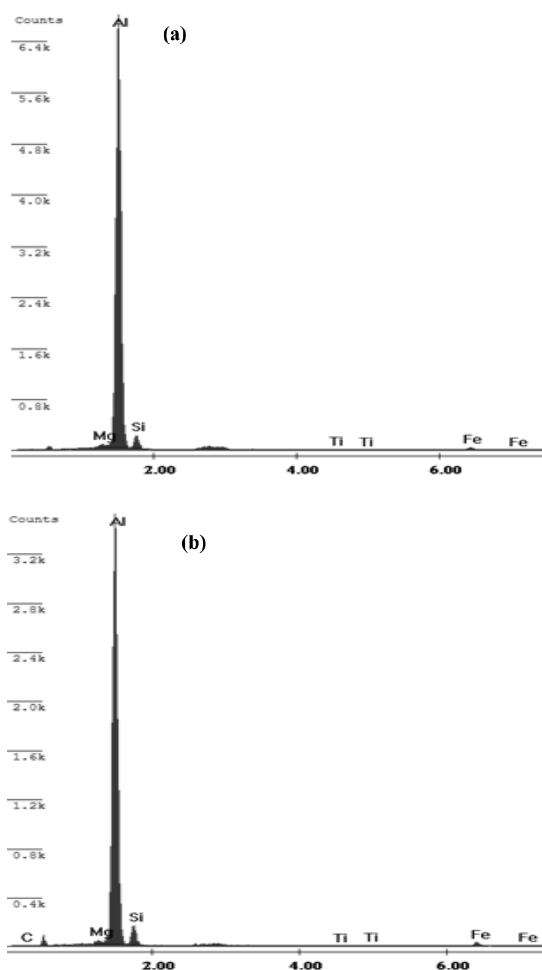 Counts
(a)
Al
6.4k
5.6k
4.8k
4.0k
3.2k
2.4k
1.6k
0.8k
Mg Si Ti Ti Fe Fe
2.00 4.00 6.00
Counts
(b)
Al
3.2k
2.8k
2.4k
2.0k
1.6k
1.2k
0.8k
0.4k
C Mg Si Ti Ti Fe Fe
2.00 4.00 6.00